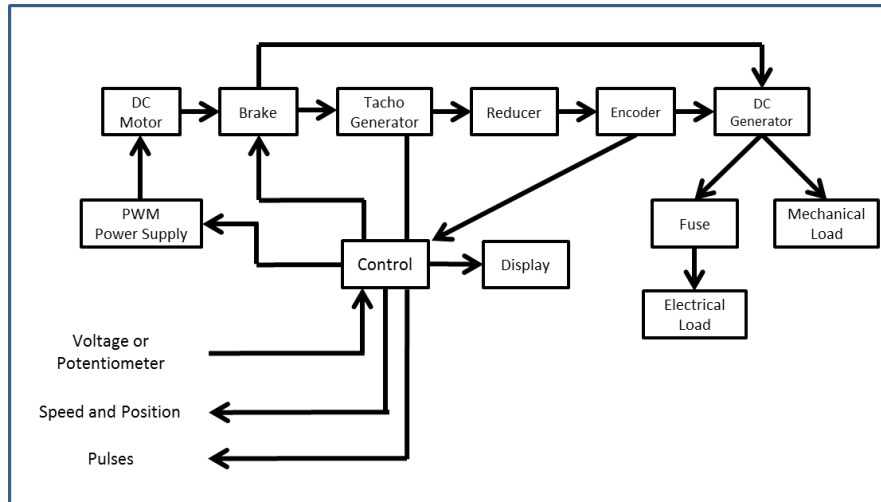 DC
Motor
Brake
Tacho
Generator
Reducer
Encoder
DC
Generator
PWM
Power Supply
Fuse
Mechanical
Load
Control
Display
Electrical
Load
Voltage or
Potentiometer
Speed and Position
Pulses